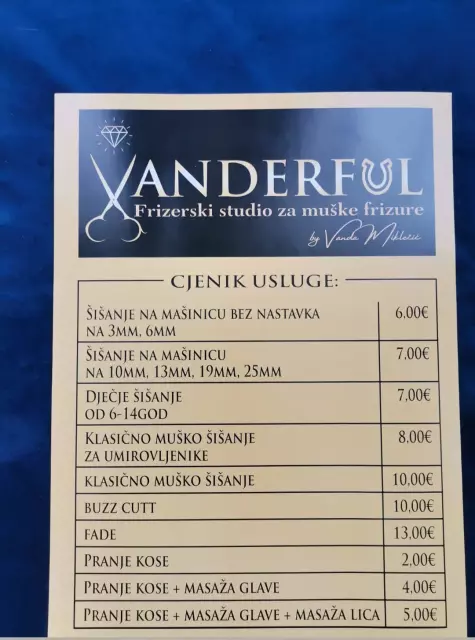 VANDERFUL
Frizerski studio za muške frizure
by Vanda Mikletić
CJENIK USLUGE:
ŠIŠANJE NA MAŠINICU BEZ NASTAVKA
NA 3MM, 6MM
6.00€
ŠIŠANJE NA MAŠINICU
NA 10MM, 13MM, 19MM, 25MM
7.00€
DJEČJE ŠIŠANJE
OD 6-14GOD
7,00€
KLASIČNO MUŠKO ŠIŠANJE
ZA UMIROVLJENIKE
8.00€
KLASIČNO MUŠKO ŠIŠANJE 10,00€
BUZZ CUTT 10,00€
FADE 13.00€
PRANJE KOSE 2,00€
PRANJE KOSE + MASAŽA GLAVE 4.00€
PRANJE KOSE + MASAŽA GLAVE + MASAŽA LICA 5.00€